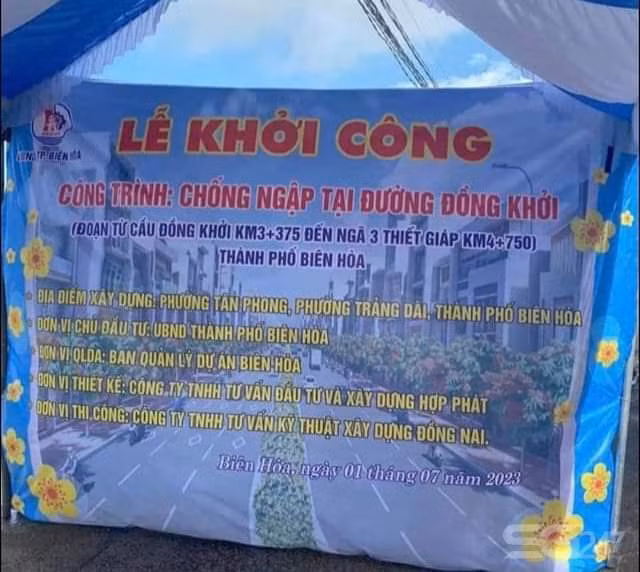 UBND TP. BIÊN HÒA
LỄ KHỞI CÔNG
CÔNG TRÌNH: CHỐNG NGẬP TẠI ĐƯỜNG ĐỒNG KHỞI
(ĐOẠN TỪ CẦU ĐỒNG KHỞI KM3+375 ĐẾN NGÃ 3 THIẾT GIÁP KM4+750)
THÀNH PHỐ BIÊN HÒA
ĐỊA ĐIỂM XÂY DỰNG: PHƯỜNG TÂN PHONG, PHƯỜNG TRẢNG DÀI, THÀNH PHỐ BIÊN HÒA
ĐƠN VỊ CHỦ ĐẦU TƯ: UBND THÀNH PHỐ BIÊN HÒA
ĐƠN VỊ QLDA: BAN QUẢN LÝ DỰ ÁN BIÊN HÒA
ĐƠN VỊ THIẾT KẾ: CÔNG TY TNHH TƯ VẤN ĐẦU TƯ VÀ XÂY DỰNG HỢP PHÁT
ĐƠN VỊ THI CÔNG: CÔNG TY TNHH TƯ VẤN KỸ THUẬT XÂY DỰNG ĐỒNG NAI.
Biên Hòa, ngày 01 tháng 07 năm 2023